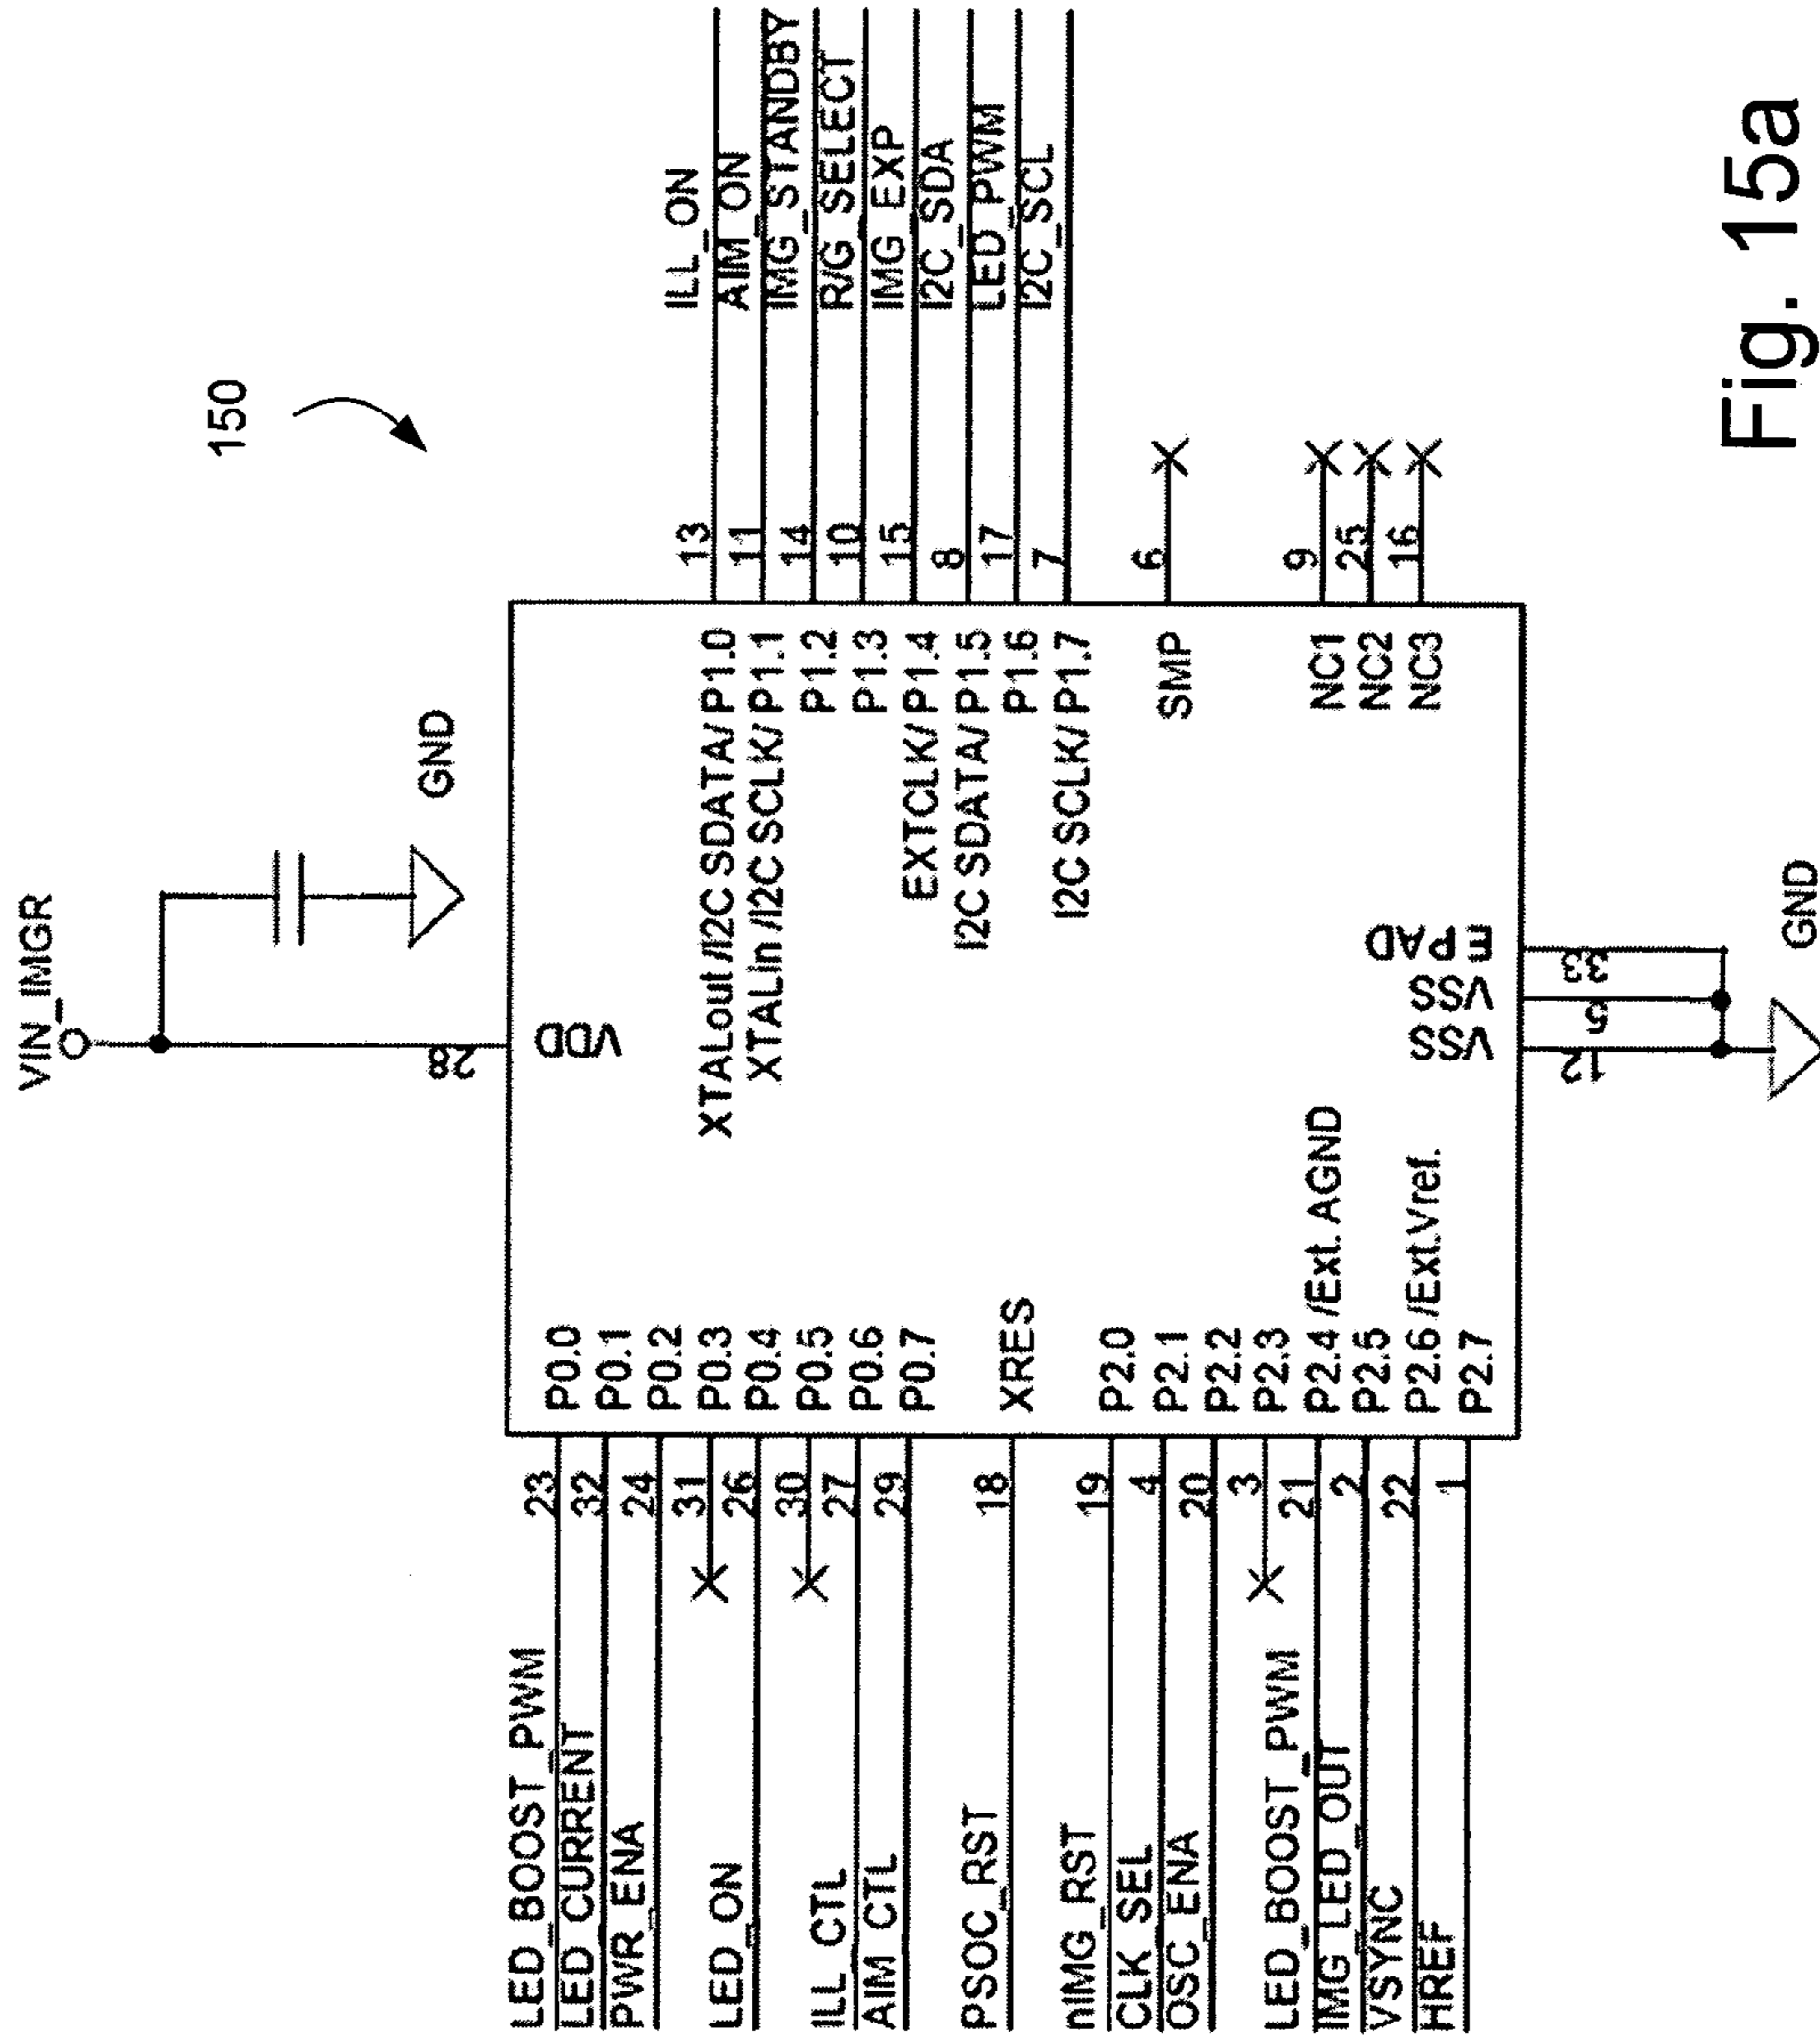 150
VIN_IMGR
GND
28
VDD
LED_BOOST_PWM 23 P0.0
LED_CURRENT 32 P0.1
PWR_ENA 24 P0.2
31 P0.3
LED_ON 26 P0.4
30 P0.5
ILL_CTL 27 P0.6
AIM_CTL 29 P0.7
PSOC_RST 18 XRES
nIMG_RST 19 P2.0
CLK_SEL 4 P2.1
OSC_ENA 20 P2.2
3 P2.3
LED_BOOST_PWM 21 P2.4 /Ext. AGND
IMG_LED_OUT 2 P2.5
VSYNC 22 P2.6 /Ext.Vref.
HREF 1 P2.7
XTALout /I2C SDATA/ P1.0 13 ILL_ON
XTALin /I2C SCLK/ P1.1 11 AIM_ON
P1.2 14 IMG_STANDBY
P1.3 10 R/G_SELECT
EXTCLK/ P1.4 15 IMG_EXP
I2C SDATA/ P1.5 8 I2C_SDA
P1.6 17 LED_PWM
I2C SCLK/ P1.7 7 I2C_SCL
SMP 6
NC1 9
NC2 25
NC3 16
VSS VSS EPAD
12 5 33
GND
Fig. 15a